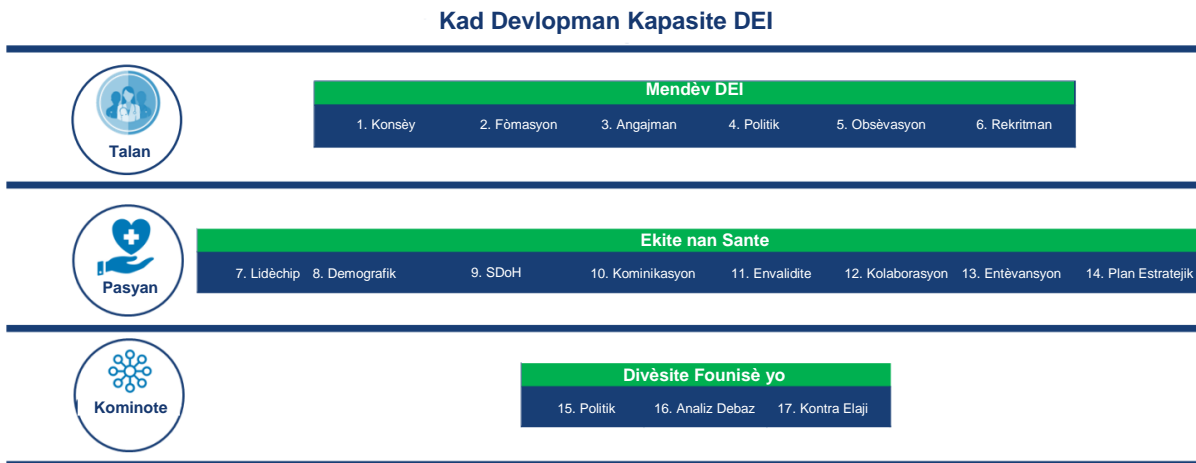 Kad Devlopman Kapasite DEI
Talan
Mendèv DEI
1. Konsèy 2. Fòmasyon 3. Angajman 4. Politik 5. Obsèvasyon 6. Rekritman
Pasyan
Ekite nan Sante
7. Lidèchip 8. Demografik 9. SDoH 10. Kominikasyon 11. Envalidite 12. Kolaborasyon 13. Entèvansyon 14. Plan Estratejik
Kominote
Divèsite Founisè yo
15. Politik 16. Analiz Debaz 17. Kontra Elaji